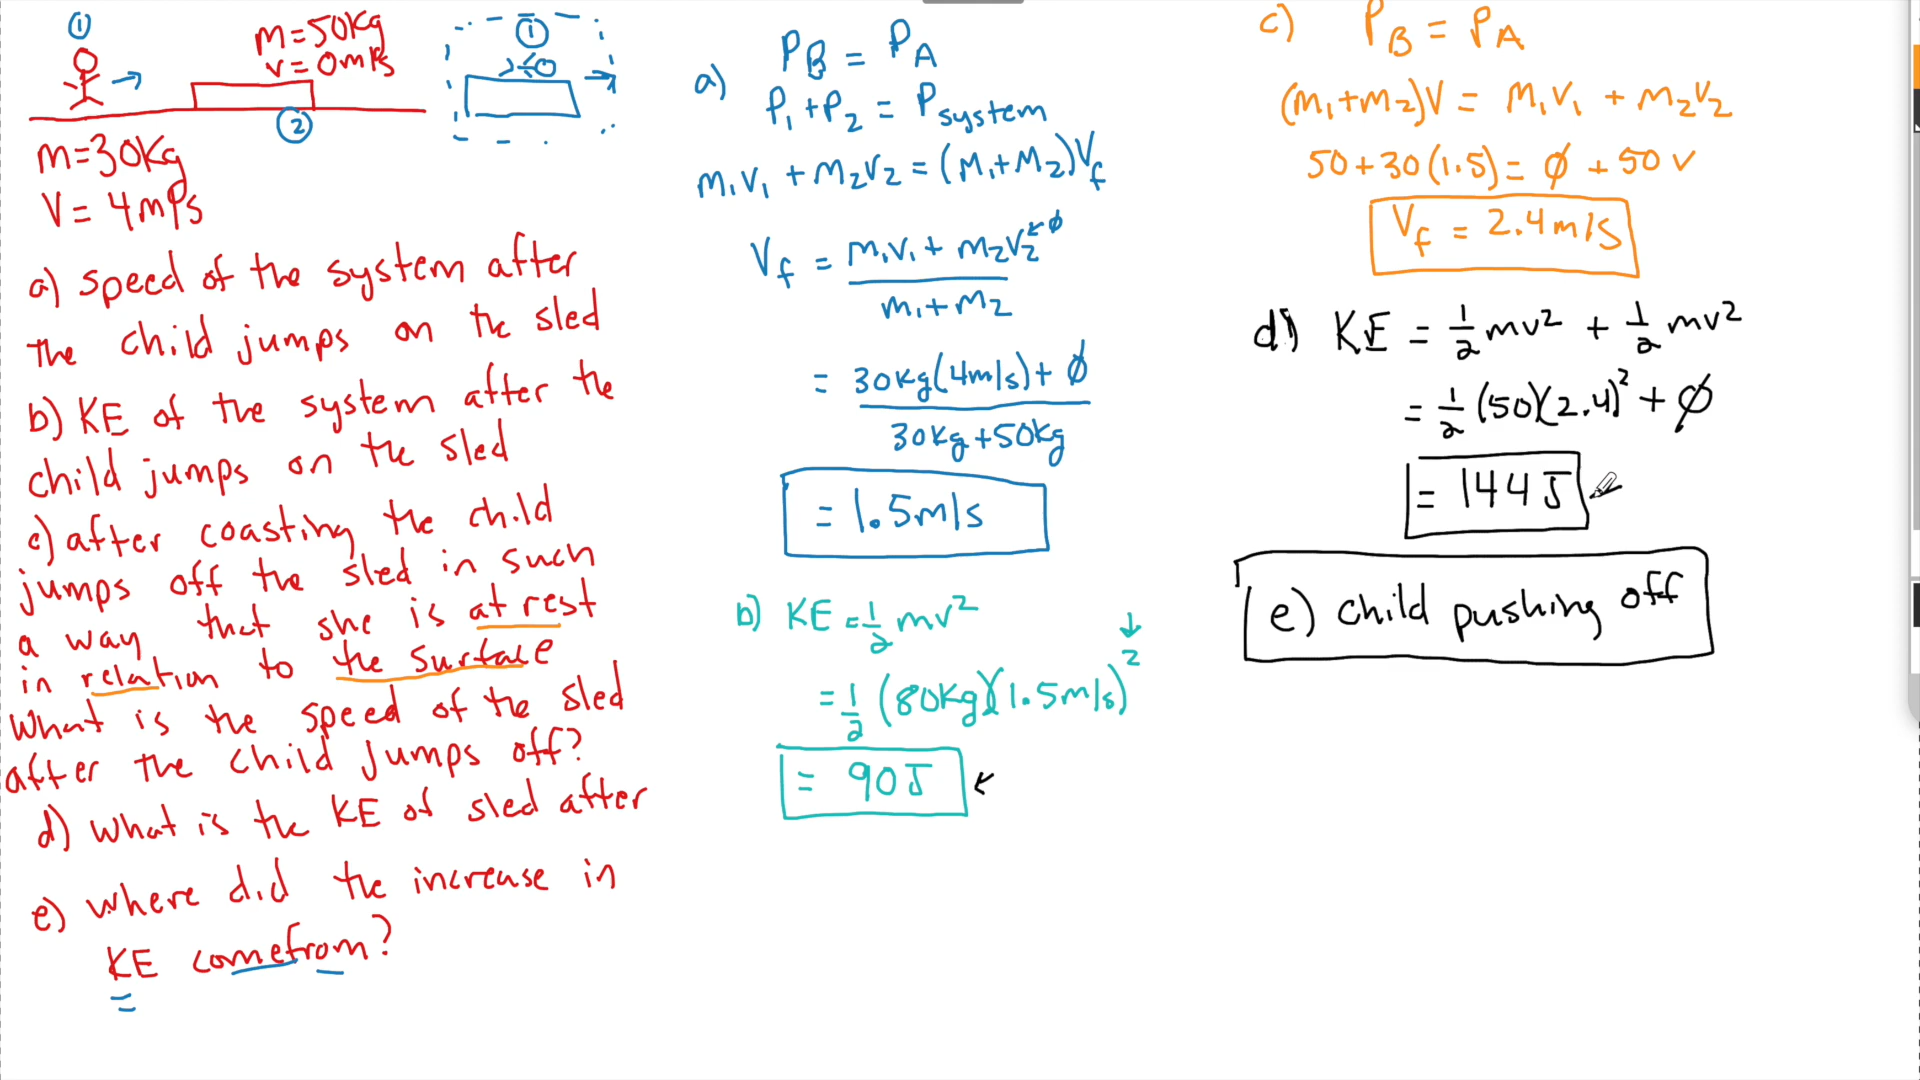 ①
m=50kg
v=0m/s
①
②
m=30kg
V=4mps
a) speed of the system after
the child jumps on the sled
b) KE of the system after the
child jumps on the sled
c) after coasting the child
jumps off the sled in such
a way that she is at rest
in relation to the surface
What is the speed of the sled
after the child jumps off?
d) what is the KE of sled after
e) where did the increase in
KE come from?
a) PB = PA
P1+P2 = Psystem
m1v1 + m2v2 = (M1+M2)Vf
Vf = m1v1 + m2v2 ← ø
m1+m2
= 30kg(4m/s)+ ø
30kg+50kg
= 1.5m/s
b) KE = 1/2 mv²
= 1/2 (80kg)(1.5m/s)²
= 90J
c) PB = PA
(m1+m2)V = m1v1 + m2v2
50+30(1.5) = ø + 50v
Vf = 2.4m/s
d) KE = 1/2 mv² + 1/2 mv²
= 1/2 (50)(2.4)² + ø
= 144J
e) child pushing off